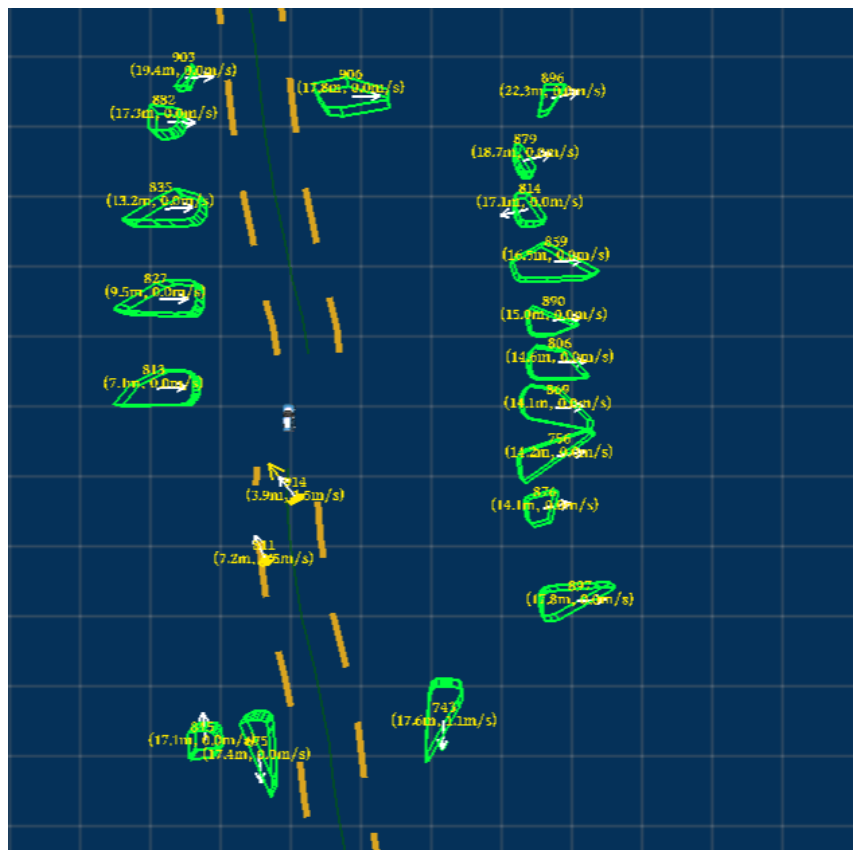 903
(19.4m, 0.0m/s)
906
(17.8m, 0.0m/s)
896
(22.3m, 0.0m/s)
882
(17.3m, 0.0m/s)
879
(18.7m, 0.0m/s)
835
(13.2m, 0.0m/s)
814
(17.1m, 0.0m/s)
859
(16.5m, 0.0m/s)
827
(9.5m, 0.0m/s)
890
(15.0m, 0.0m/s)
806
(14.6m, 0.0m/s)
813
(7.1m, 0.0m/s)
869
(14.1m, 0.0m/s)
756
(14.2m, 0.0m/s)
914
874
(14.1m, 0.0m/s)
911
897
(17.8m, 0.0m/s)
743
(17.6m, 1.1m/s)
(17.1m, 0.0m/s)
(17.4m, 0.0m/s)